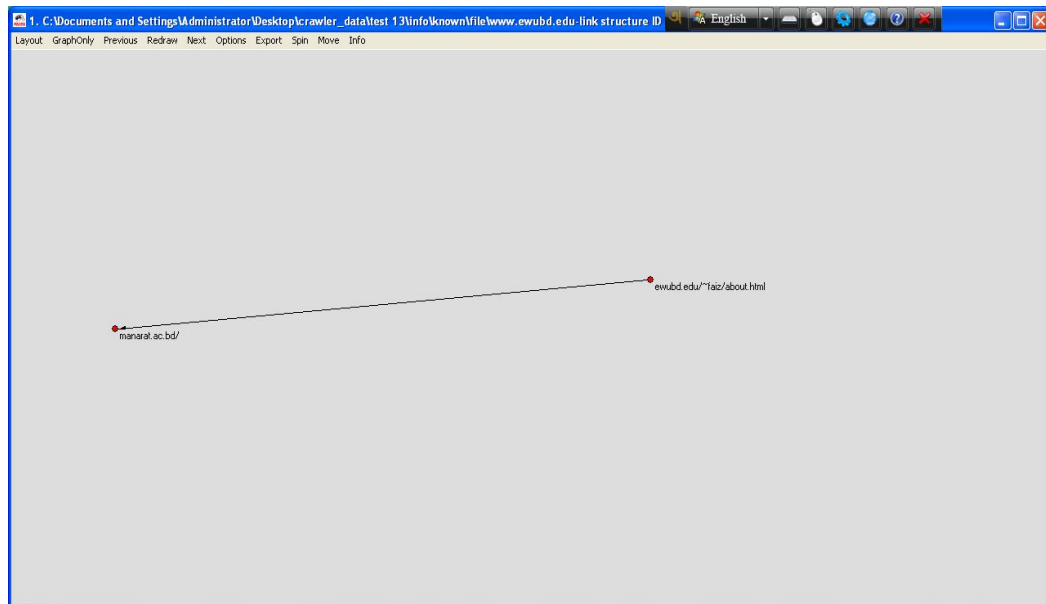 1. C:\Documents and Settings\Administrator\Desktop\crawler_data\test 13\info\known\file\www.ewubd.edu-link structure ID
অ English
Layout GraphOnly Previous Redraw Next Options Export Spin Move Info
ewubd.edu/~faiz/about.html
manarat.ac.bd/